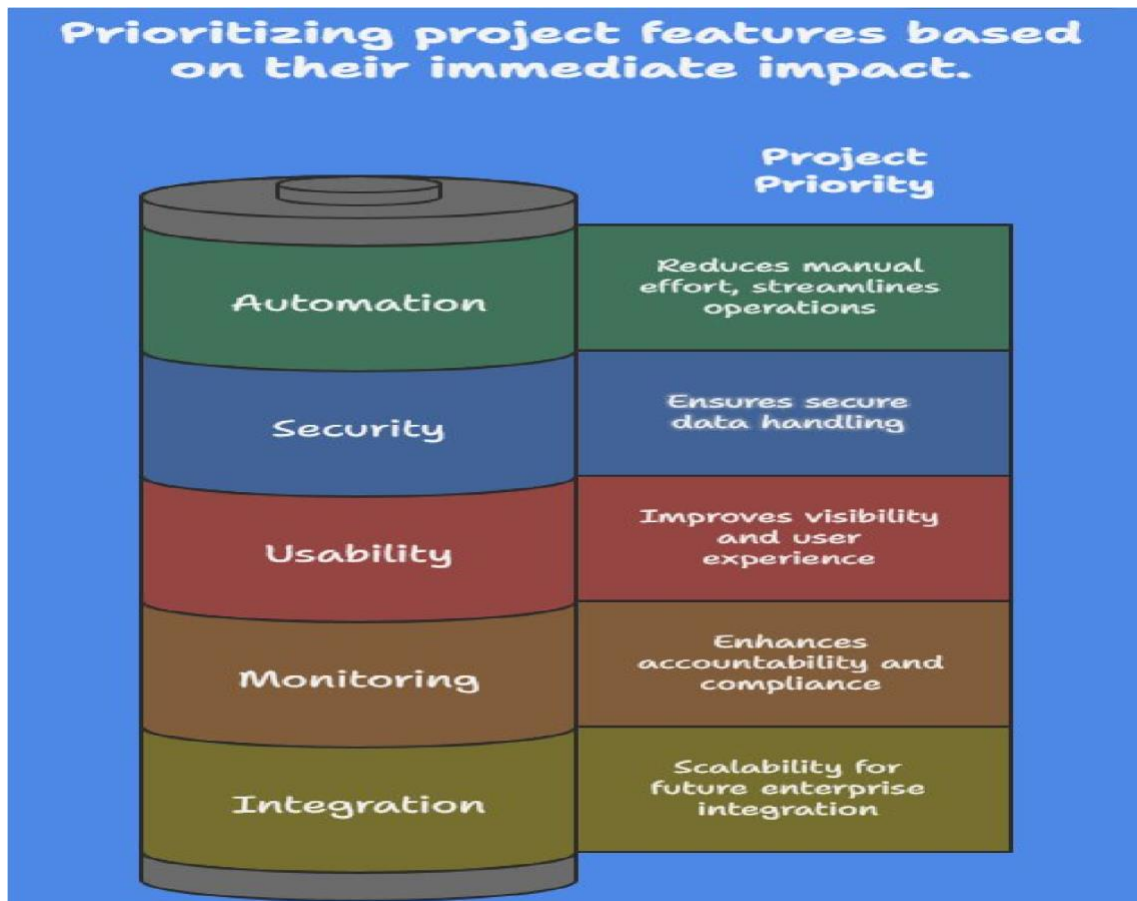 Prioritizing project features based
on their immediate impact.
Project
Priority
Automation
Reduces manual
effort, streamlines
operations
Security
Ensures secure
data handling
Usability
Improves visibility
and user
experience
Monitoring
Enhances
accountability and
compliance
Integration
Scalability for
future enterprise
integration